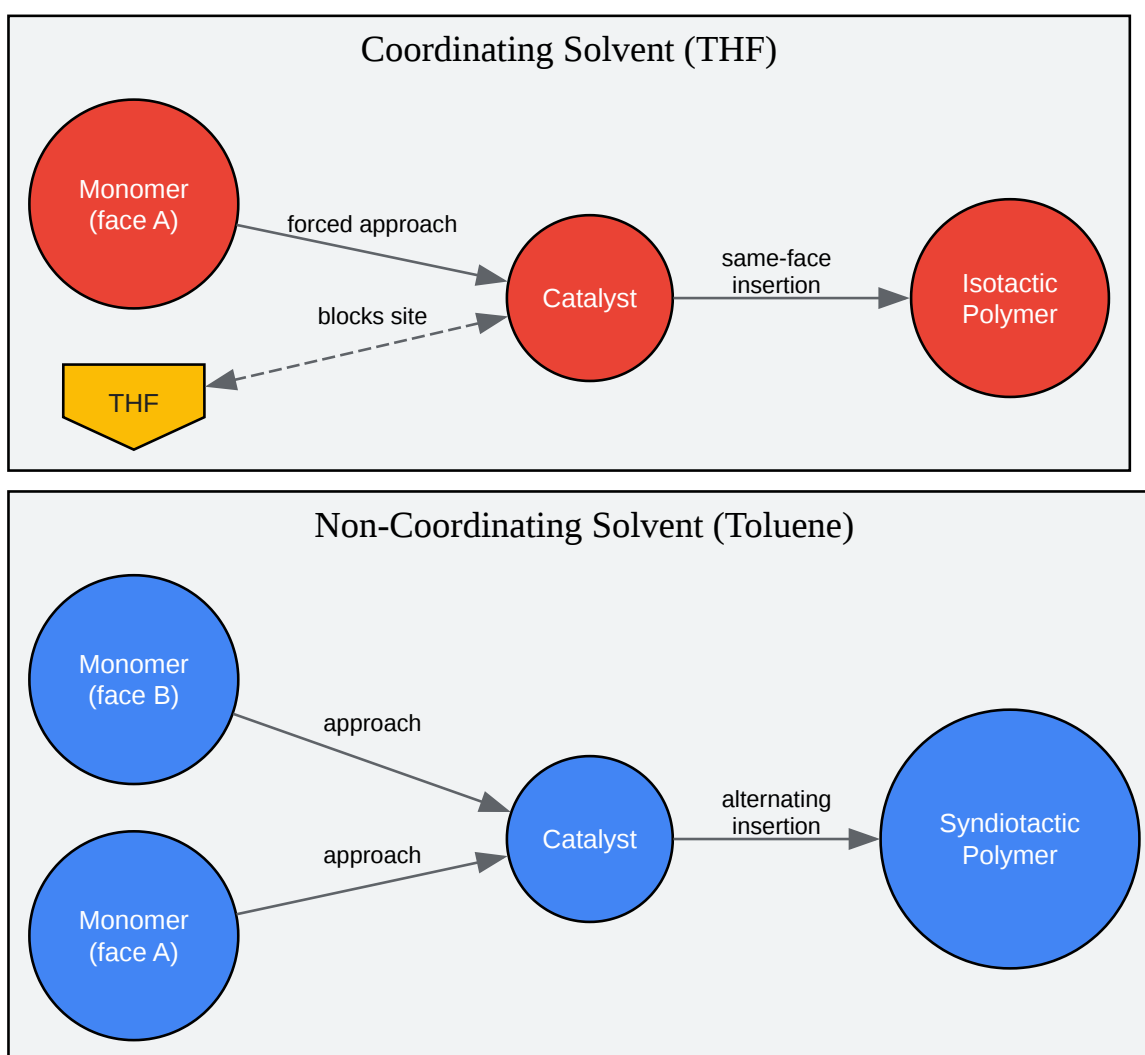 Coordinating Solvent (THF)
Monomer
(face A)
forced approach
blocks site
THF
Catalyst
same-face
insertion
Isotactic
Polymer
Non-Coordinating Solvent (Toluene)
Monomer
(face B)
approach
Monomer
(face A)
approach
Catalyst
alternating
insertion
Syndiotactic
Polymer